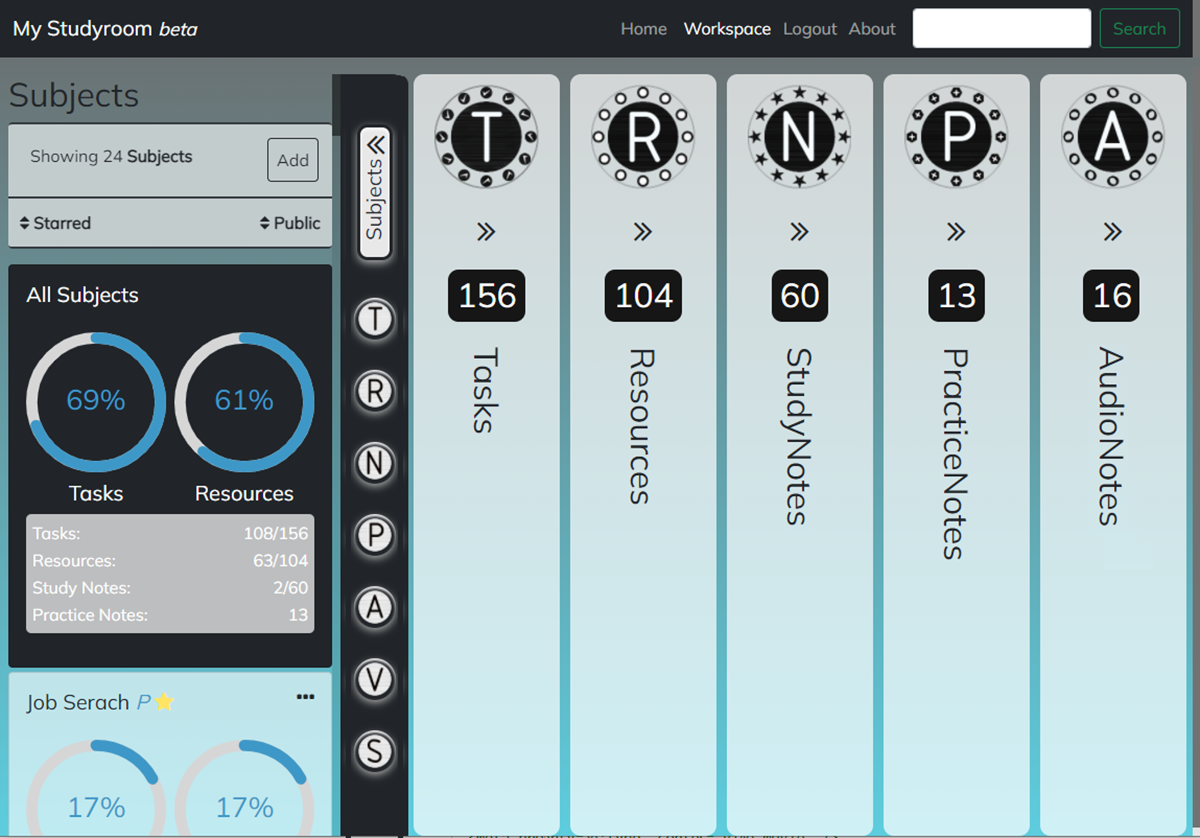 My Studyroom beta
Home Workspace Logout About Search
Subjects
Showing 24 Subjects Add
Starred Public
All Subjects
69% 61%
Tasks Resources
Tasks: 108/156
Resources: 63/104
Study Notes: 2/60
Practice Notes: 13
Job Serach P
17% 17%
Subjects
T
R
N
P
A
V
S
T
156
Tasks
R
104
Resources
N
60
StudyNotes
P
13
PracticeNotes
A
16
AudioNotes